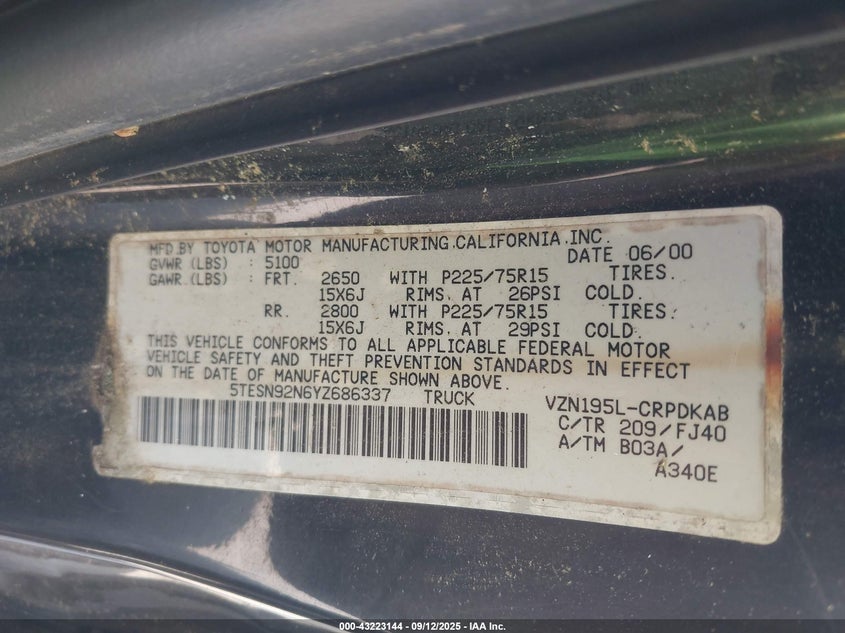 MFD.BY TOYOTA MOTOR MANUFACTURING.CALIFORNIA.INC.
GVWR (LBS) : 5100 DATE 06/00
GAWR (LBS) : FRT. 2650 WITH P225/75R15 TIRES.
15X6J RIMS. AT 26PSI COLD.
RR. 2800 WITH P225/75R15 TIRES.
15X6J RIMS. AT 29PSI COLD.
THIS VEHICLE CONFORMS TO ALL APPLICABLE FEDERAL MOTOR
VEHICLE SAFETY AND THEFT PREVENTION STANDARDS IN EFFECT
ON THE DATE OF MANUFACTURE SHOWN ABOVE.
5TESN92N6YZ686337 TRUCK VZN195L-CRPDKAB
C/TR 209/FJ40
A/TM B03A/
A340E
000-43223144 - 09/12/2025 - IAA Inc.